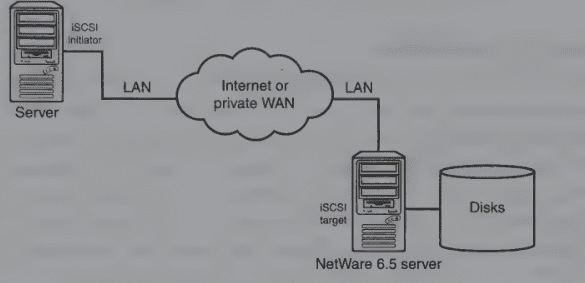 iSCSI
initiator
LAN
Internet or
private WAN
LAN
Server
iSCSI
target
Disks
NetWare 6.5 server